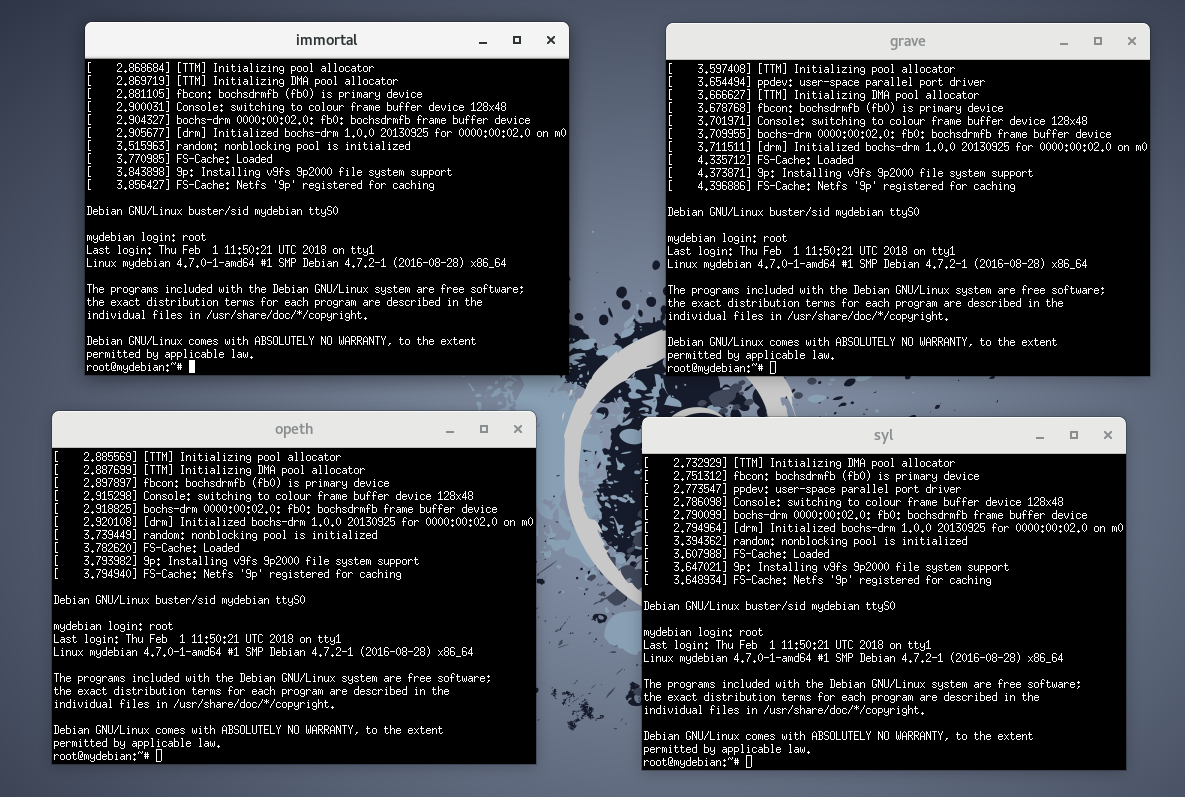 immortal
[    2.868684] [TTM] Initializing pool allocator
[    2.869719] [TTM] Initializing DMA pool allocator
[    2.881105] fbcon: bochsdrmfb (fb0) is primary device
[    2.900031] Console: switching to colour frame buffer device 128x48
[    2.904327] bochs-drm 0000:00:02.0: fb0: bochsdrmfb frame buffer device
[    2.905677] [drm] Initialized bochs-drm 1.0.0 20130925 for 0000:00:02.0 on m0
[    3.515963] random: nonblocking pool is initialized
[    3.770985] FS-Cache: Loaded
[    3.843898] 9p: Installing v9fs 9p2000 file system support
[    3.856427] FS-Cache: Netfs '9p' registered for caching
Debian GNU/Linux buster/sid mydebian ttyS0
mydebian login: root
Last login: Thu Feb  1 11:50:21 UTC 2018 on tty1
Linux mydebian 4.7.0-1-amd64 #1 SMP Debian 4.7.2-1 (2016-08-28) x86_64
The programs included with the Debian GNU/Linux system are free software;
the exact distribution terms for each program are described in the
individual files in /usr/share/doc/*/copyright.
Debian GNU/Linux comes with ABSOLUTELY NO WARRANTY, to the extent
permitted by applicable law.
root@mydebian:~#
grave
[    3.597408] [TTM] Initializing pool allocator
[    3.654494] ppdev: user-space parallel port driver
[    3.666627] [TTM] Initializing DMA pool allocator
[    3.678768] fbcon: bochsdrmfb (fb0) is primary device
[    3.701971] Console: switching to colour frame buffer device 128x48
[    3.709955] bochs-drm 0000:00:02.0: fb0: bochsdrmfb frame buffer device
[    3.711511] [drm] Initialized bochs-drm 1.0.0 20130925 for 0000:00:02.0 on m0
[    4.335712] FS-Cache: Loaded
[    4.373871] 9p: Installing v9fs 9p2000 file system support
[    4.396886] FS-Cache: Netfs '9p' registered for caching
Debian GNU/Linux buster/sid mydebian ttyS0
mydebian login: root
Last login: Thu Feb  1 11:50:21 UTC 2018 on tty1
Linux mydebian 4.7.0-1-amd64 #1 SMP Debian 4.7.2-1 (2016-08-28) x86_64
The programs included with the Debian GNU/Linux system are free software;
the exact distribution terms for each program are described in the
individual files in /usr/share/doc/*/copyright.
Debian GNU/Linux comes with ABSOLUTELY NO WARRANTY, to the extent
permitted by applicable law.
root@mydebian:~#
opeth
[    2.885569] [TTM] Initializing pool allocator
[    2.887699] [TTM] Initializing DMA pool allocator
[    2.897897] fbcon: bochsdrmfb (fb0) is primary device
[    2.915298] Console: switching to colour frame buffer device 128x48
[    2.918825] bochs-drm 0000:00:02.0: fb0: bochsdrmfb frame buffer device
[    2.920108] [drm] Initialized bochs-drm 1.0.0 20130925 for 0000:00:02.0 on m0
[    3.739449] random: nonblocking pool is initialized
[    3.782620] FS-Cache: Loaded
[    3.793982] 9p: Installing v9fs 9p2000 file system support
[    3.794940] FS-Cache: Netfs '9p' registered for caching
Debian GNU/Linux buster/sid mydebian ttyS0
mydebian login: root
Last login: Thu Feb  1 11:50:21 UTC 2018 on tty1
Linux mydebian 4.7.0-1-amd64 #1 SMP Debian 4.7.2-1 (2016-08-28) x86_64
The programs included with the Debian GNU/Linux system are free software;
the exact distribution terms for each program are described in the
individual files in /usr/share/doc/*/copyright.
Debian GNU/Linux comes with ABSOLUTELY NO WARRANTY, to the extent
permitted by applicable law.
root@mydebian:~#
syl
[    2.732929] [TTM] Initializing DMA pool allocator
[    2.751312] fbcon: bochsdrmfb (fb0) is primary device
[    2.773547] ppdev: user-space parallel port driver
[    2.786098] Console: switching to colour frame buffer device 128x48
[    2.790099] bochs-drm 0000:00:02.0: fb0: bochsdrmfb frame buffer device
[    2.794964] [drm] Initialized bochs-drm 1.0.0 20130925 for 0000:00:02.0 on m0
[    3.394362] random: nonblocking pool is initialized
[    3.607988] FS-Cache: Loaded
[    3.647021] 9p: Installing v9fs 9p2000 file system support
[    3.648934] FS-Cache: Netfs '9p' registered for caching
Debian GNU/Linux buster/sid mydebian ttyS0
mydebian login: root
Last login: Thu Feb  1 11:50:21 UTC 2018 on tty1
Linux mydebian 4.7.0-1-amd64 #1 SMP Debian 4.7.2-1 (2016-08-28) x86_64
The programs included with the Debian GNU/Linux system are free software;
the exact distribution terms for each program are described in the
individual files in /usr/share/doc/*/copyright.
Debian GNU/Linux comes with ABSOLUTELY NO WARRANTY, to the extent
permitted by applicable law.
root@mydebian:~#